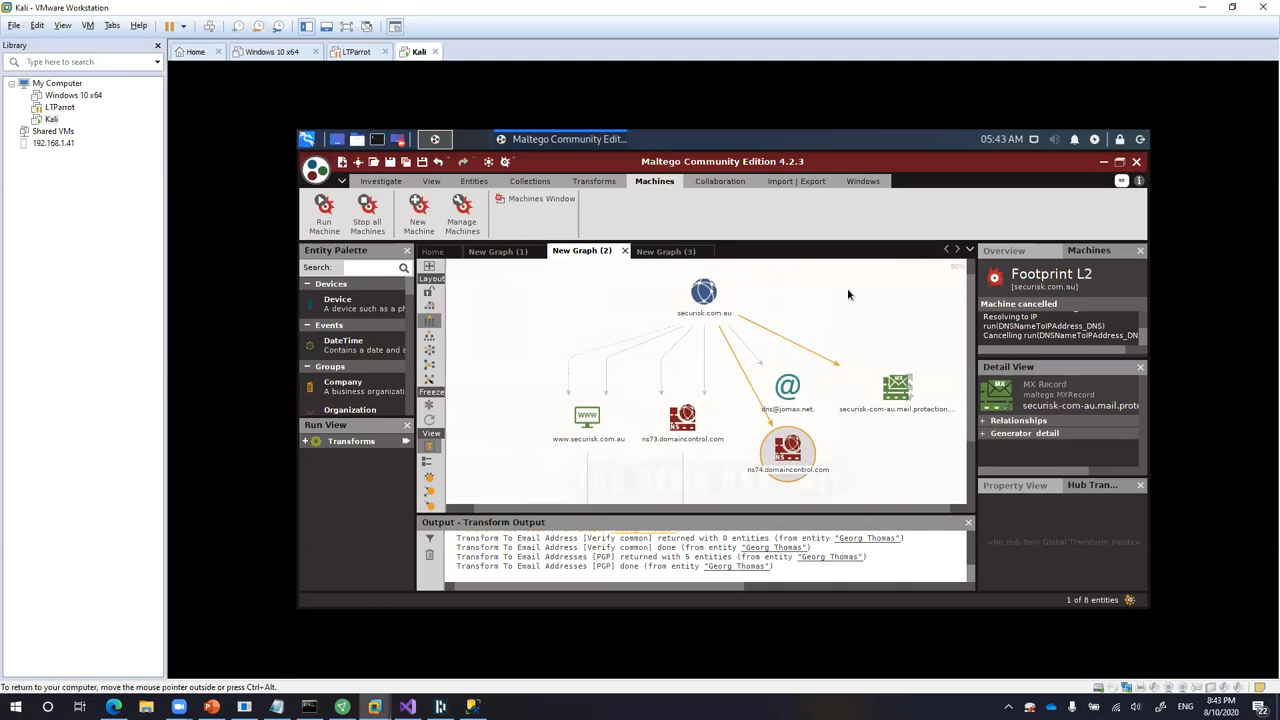 Kali - VMware Workstation
File Edit View VM Tabs Help
Library
Type here to search
My Computer
Windows 10 x64
LTParrot
Kali
Shared VMs
192.168.1.41
Home
Windows 10 x64
LTParrot
Kali
Maltego Community Edit...
05:43 AM
Maltego Community Edition 4.2.3
Investigate View Entities Collections Transforms Machines Collaboration Import | Export Windows
Run Machine
Stop all Machines
New Machine
Manage Machines
Machines Window
Entity Palette
Search:
Devices
Device
A device such as a ph
Events
DateTime
Contains a date and a
Groups
Company
A business organizati
Organization
Run View
Transforms
Home
New Graph (1)
New Graph (2)
New Graph (3)
Layout
Freeze
View
80%
securisk.com.au
dns@jomax.net.
securisk-com-au.mail.protection....
www.securisk.com.au
ns73.domaincontrol.com
ns74.domaincontrol.com
Output - Transform Output
Transform To Email Address [Verify common] returned with 0 entities (from entity "Georg Thomas")
Transform To Email Address [Verify common] done (from entity "Georg Thomas")
Transform To Email Addresses [PGP] returned with 5 entities (from entity "Georg Thomas")
Transform To Email Addresses [PGP] done (from entity "Georg Thomas")
Overview
Machines
Footprint L2
[securisk.com.au]
Machine cancelled
Resolving to IP
run(DNSNameToIPAddress_DNS)
Cancelling run(DNSNameToIPAddress_DN
Detail View
MX Record
maltego.MXRecord
securisk-com-au.mail.prote
Relationships
Generator detail
Property View
Hub Tran...
<No Hub Item Global Transform Inputs>
1 of 8 entities
To return to your computer, move the mouse pointer outside or press Ctrl+Alt.
ENG
8:43 PM
8/10/2020
22